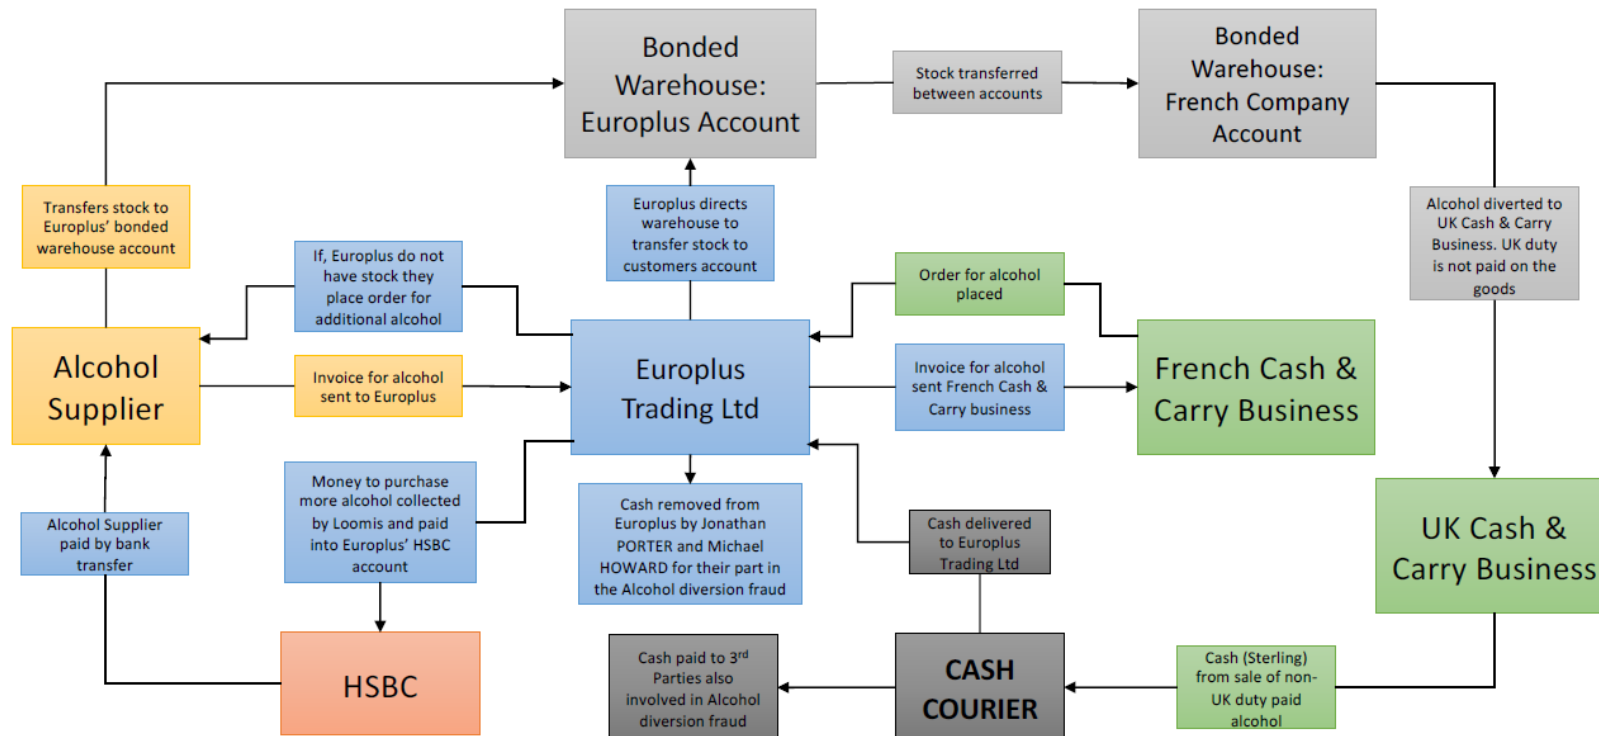 Bonded
Warehouse:
Europlus Account
Stock transferred
between accounts
Bonded
Warehouse:
French Company
Account
Transfers stock to
Europlus’ bonded
warehouse account
If, Europlus do not
have stock they
place order for
additional alcohol
Europlus directs
warehouse to
transfer stock to
customers account
Order for alcohol
placed
Alcohol diverted to
UK Cash & Carry
Business. UK duty
is not paid on the
goods
Alcohol
Supplier
Invoice for alcohol
sent to Europlus
Europlus
Trading Ltd
Invoice for alcohol
sent French Cash &
Carry business
French Cash &
Carry Business
Alcohol Supplier
paid by bank
transfer
Money to purchase
more alcohol collected
by Loomis and paid
into Europlus’ HSBC
account
Cash removed from
Europlus by Jonathan
PORTER and Michael
HOWARD for their part in
the Alcohol diversion fraud
Cash delivered
to Europlus
Trading Ltd
UK Cash &
Carry Business
HSBC
Cash paid to 3rd
Parties also
involved in Alcohol
diversion fraud
CASH
COURIER
Cash (Sterling)
from sale of non-
UK duty paid
alcohol